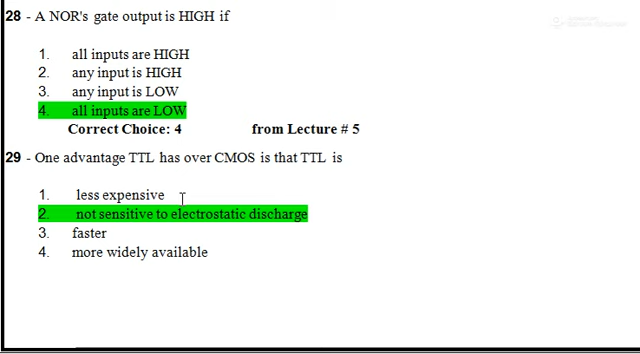 28 - A NOR's gate output is HIGH if
1. all inputs are HIGH
2. any input is HIGH
3. any input is LOW
4. all inputs are LOW
Correct Choice: 4 from Lecture # 5
29 - One advantage TTL has over CMOS is that TTL is
1. less expensive
2. not sensitive to electrostatic discharge
3. faster
4. more widely available